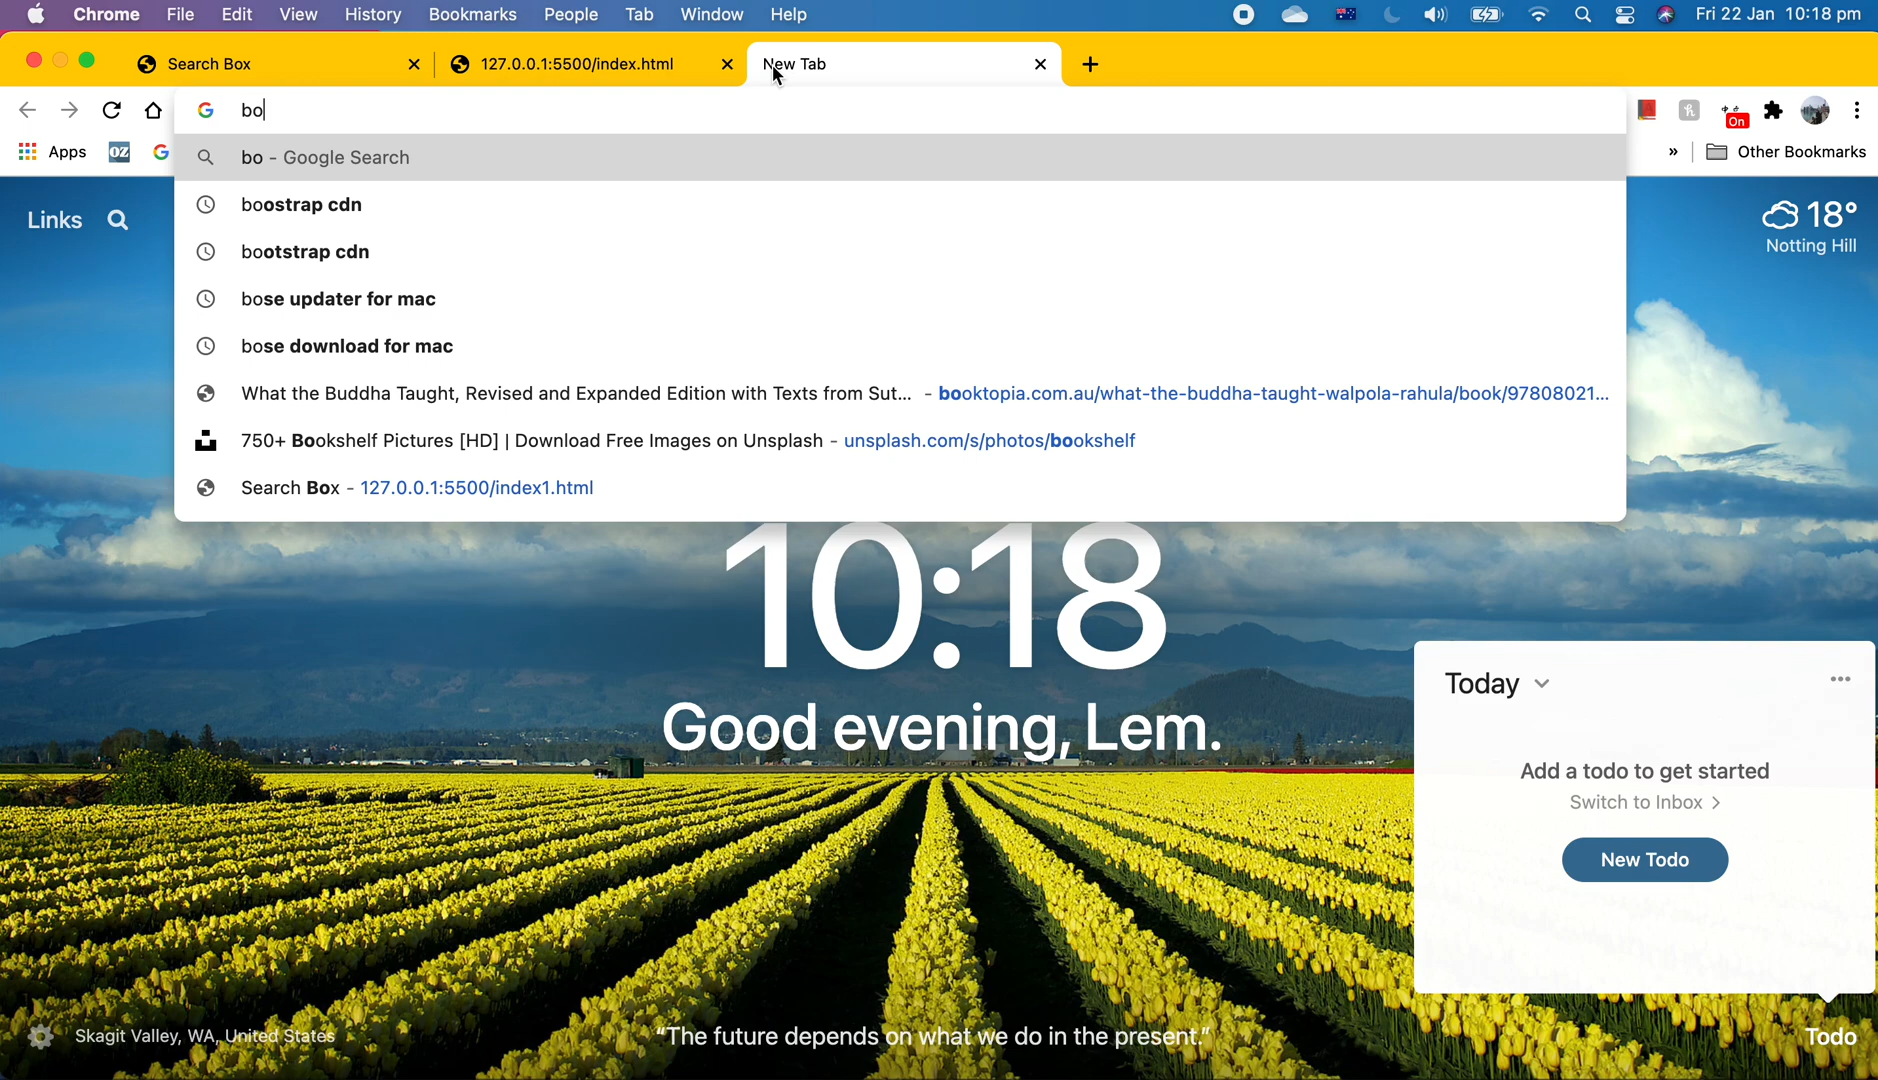 Chrome File Edit View History Bookmarks People Tab Window Help Fri 22 Jan 10:18 pm
Search Box 127.0.0.1:5500/index.html New Tab
bo
On
Apps OZ Other Bookmarks
bo - Google Search
boostrap cdn
bootstrap cdn
bose updater for mac
bose download for mac
What the Buddha Taught, Revised and Expanded Edition with Texts from Sut... - booktopia.com.au/what-the-buddha-taught-walpola-rahula/book/97808021...
750+ Bookshelf Pictures [HD] | Download Free Images on Unsplash - unsplash.com/s/photos/bookshelf
Search Box - 127.0.0.1:5500/index1.html
Links
18°
Notting Hill
10:18
Good evening, Lem.
Today
Add a todo to get started
Switch to Inbox >
New Todo
Skagit Valley, WA, United States
“The future depends on what we do in the present.”
Todo